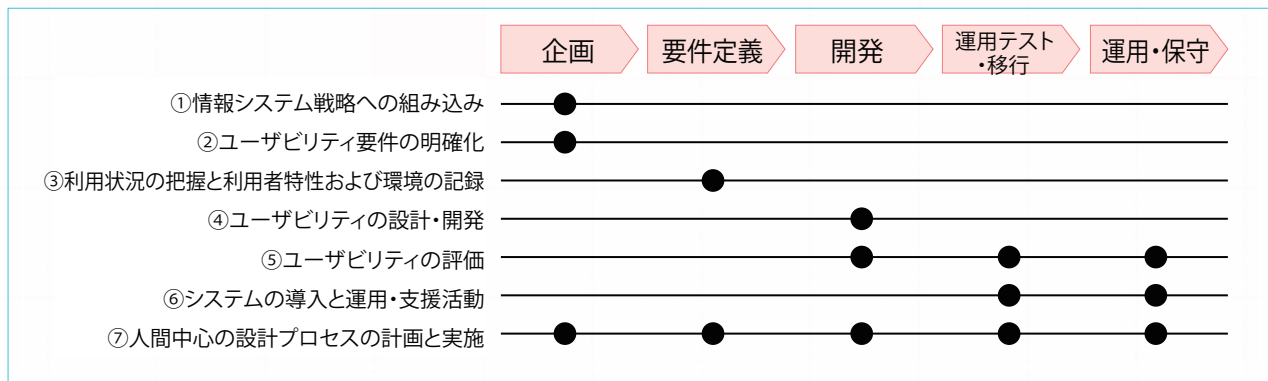 企画
要件定義
開発
運用テスト
・移行
運用・保守
①情報システム戦略への組み込み
②ユーザビリティ要件の明確化
③利用状況の把握と利用者特性および環境の記録
④ユーザビリティの設計・開発
⑤ユーザビリティの評価
⑥システムの導入と運用・支援活動
⑦人間中心の設計プロセスの計画と実施